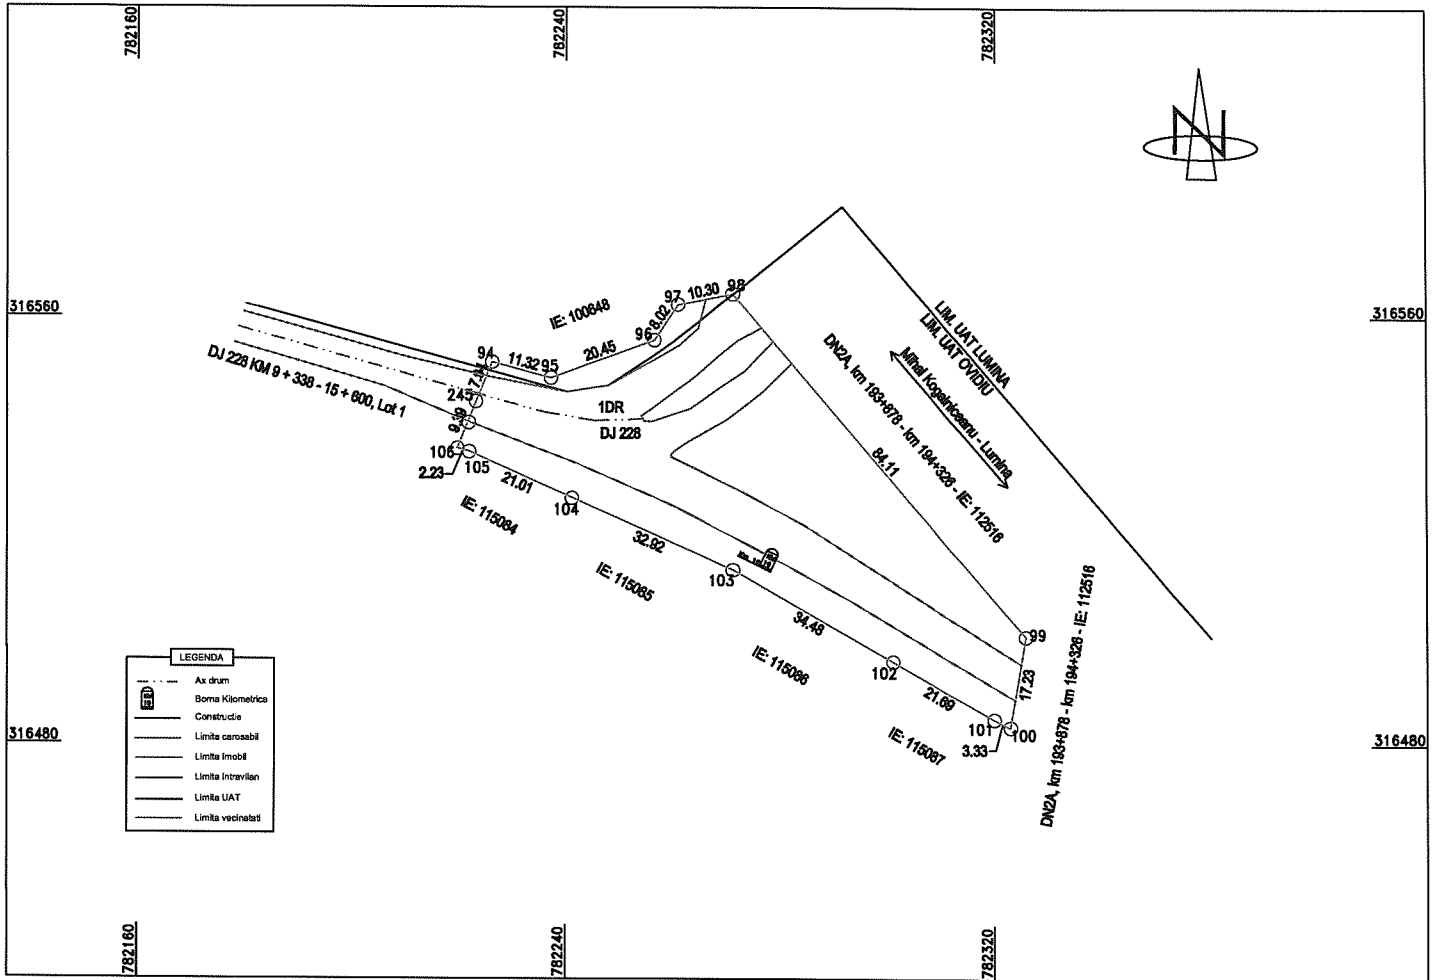 782160
782240
782320
N
316560
316560
98
97
10.30
8.02
96
IE: 100648
20.45
94
11.32
95
245
9.39
106
2.23
105
DJ 228 KM 9 + 338 - 15 + 600, Lot 1
1DR
DJ 228
LIM. UAT LUMINA
LIM. UAT OVIDIU
Mihai Kogalniceanu - Lumina
DN2A, km 193+878 - km 194+326 - IE: 112516
84.11
21.01
104
IE: 115084
32.92
IE: 115085
103
34.48
IE: 115086
102
21.69
101
100
3.33
IE: 115087
99
17.23
DN2A, km 193+878 - km 194+326 - IE: 112516
LEGENDA
Ax drum
Borna Kilometrica
Constructie
Limita carosabil
Limita imobil
Limita intravilan
Limita UAT
Limita vecinatati
316480
316480
782160
782240
782320